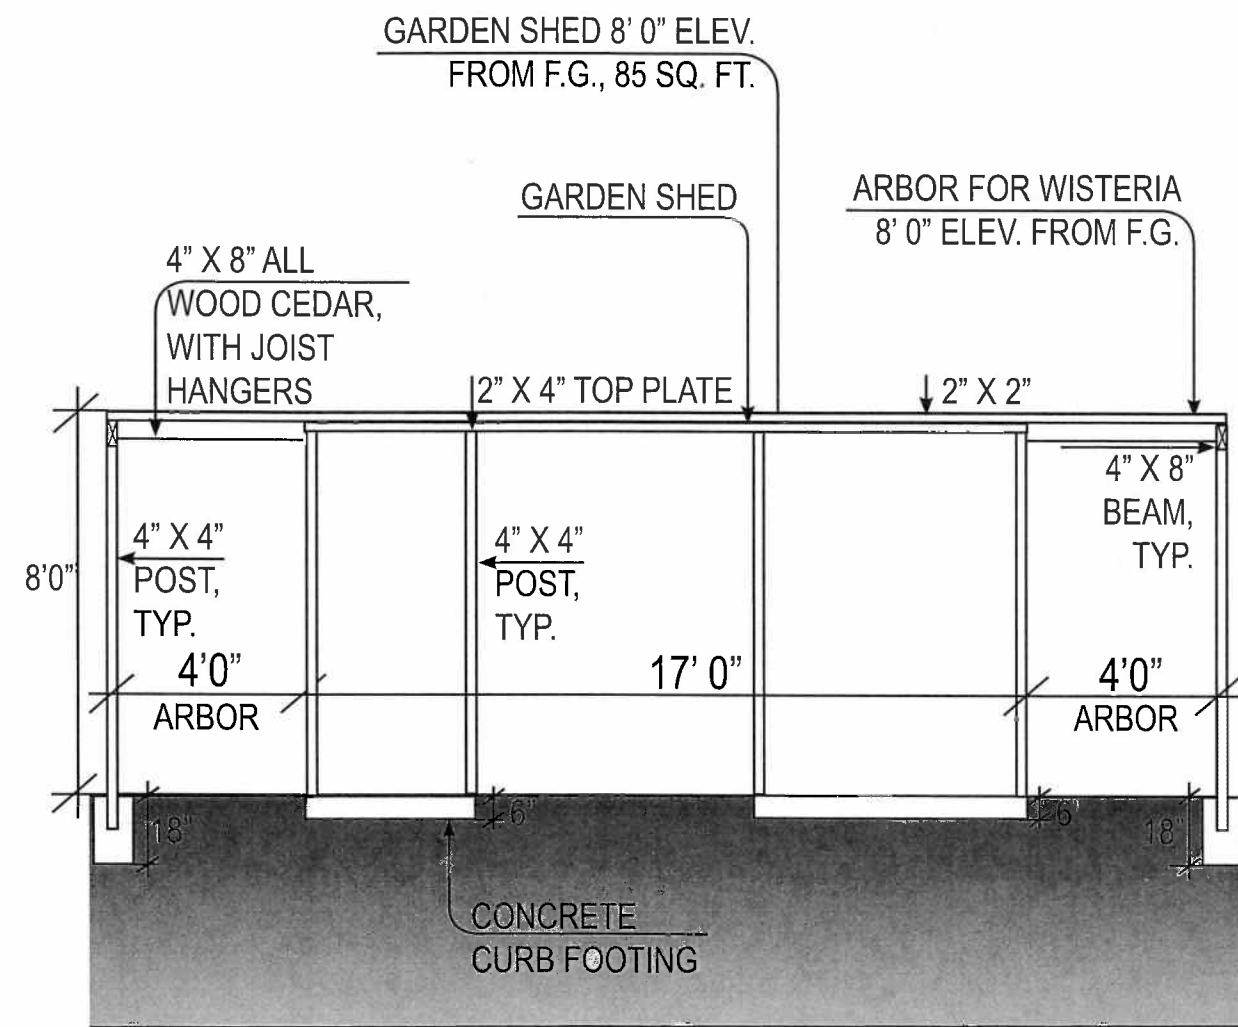 GARDEN SHED 8' 0" ELEV.
FROM F.G., 85 SQ. FT.
GARDEN SHED
ARBOR FOR WISTERIA
8' 0" ELEV. FROM F.G.
4" X 8" ALL
WOOD CEDAR,
WITH JOIST
HANGERS
2" X 4" TOP PLATE
2" X 2"
4" X 8"
BEAM,
TYP.
4" X 4"
POST,
TYP.
4" X 4"
POST,
TYP.
8'0"
4'0"
ARBOR
17' 0"
4'0"
ARBOR
18"
6"
6"
18"
CONCRETE
CURB FOOTING